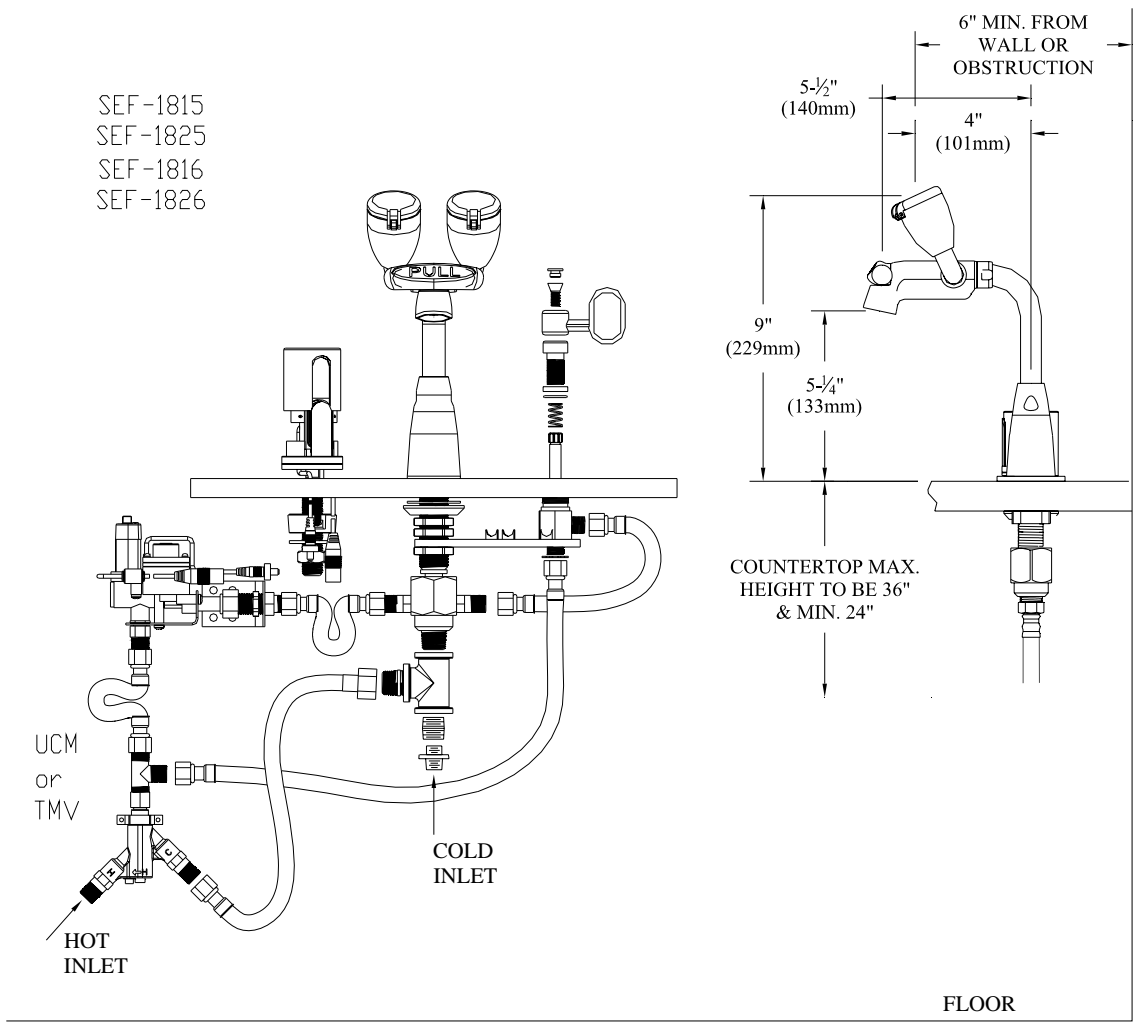 SEF-1815
SEF-1825
SEF-1816
SEF-1826
6" MIN. FROM
WALL OR
OBSTRUCTION
5-½"
(140mm)
4"
(101mm)
PULL
9"
(229mm)
5-¼"
(133mm)
COUNTERTOP MAX.
HEIGHT TO BE 36"
& MIN. 24"
UCM
or
TMV
H
C
COLD
INLET
HOT
INLET
FLOOR